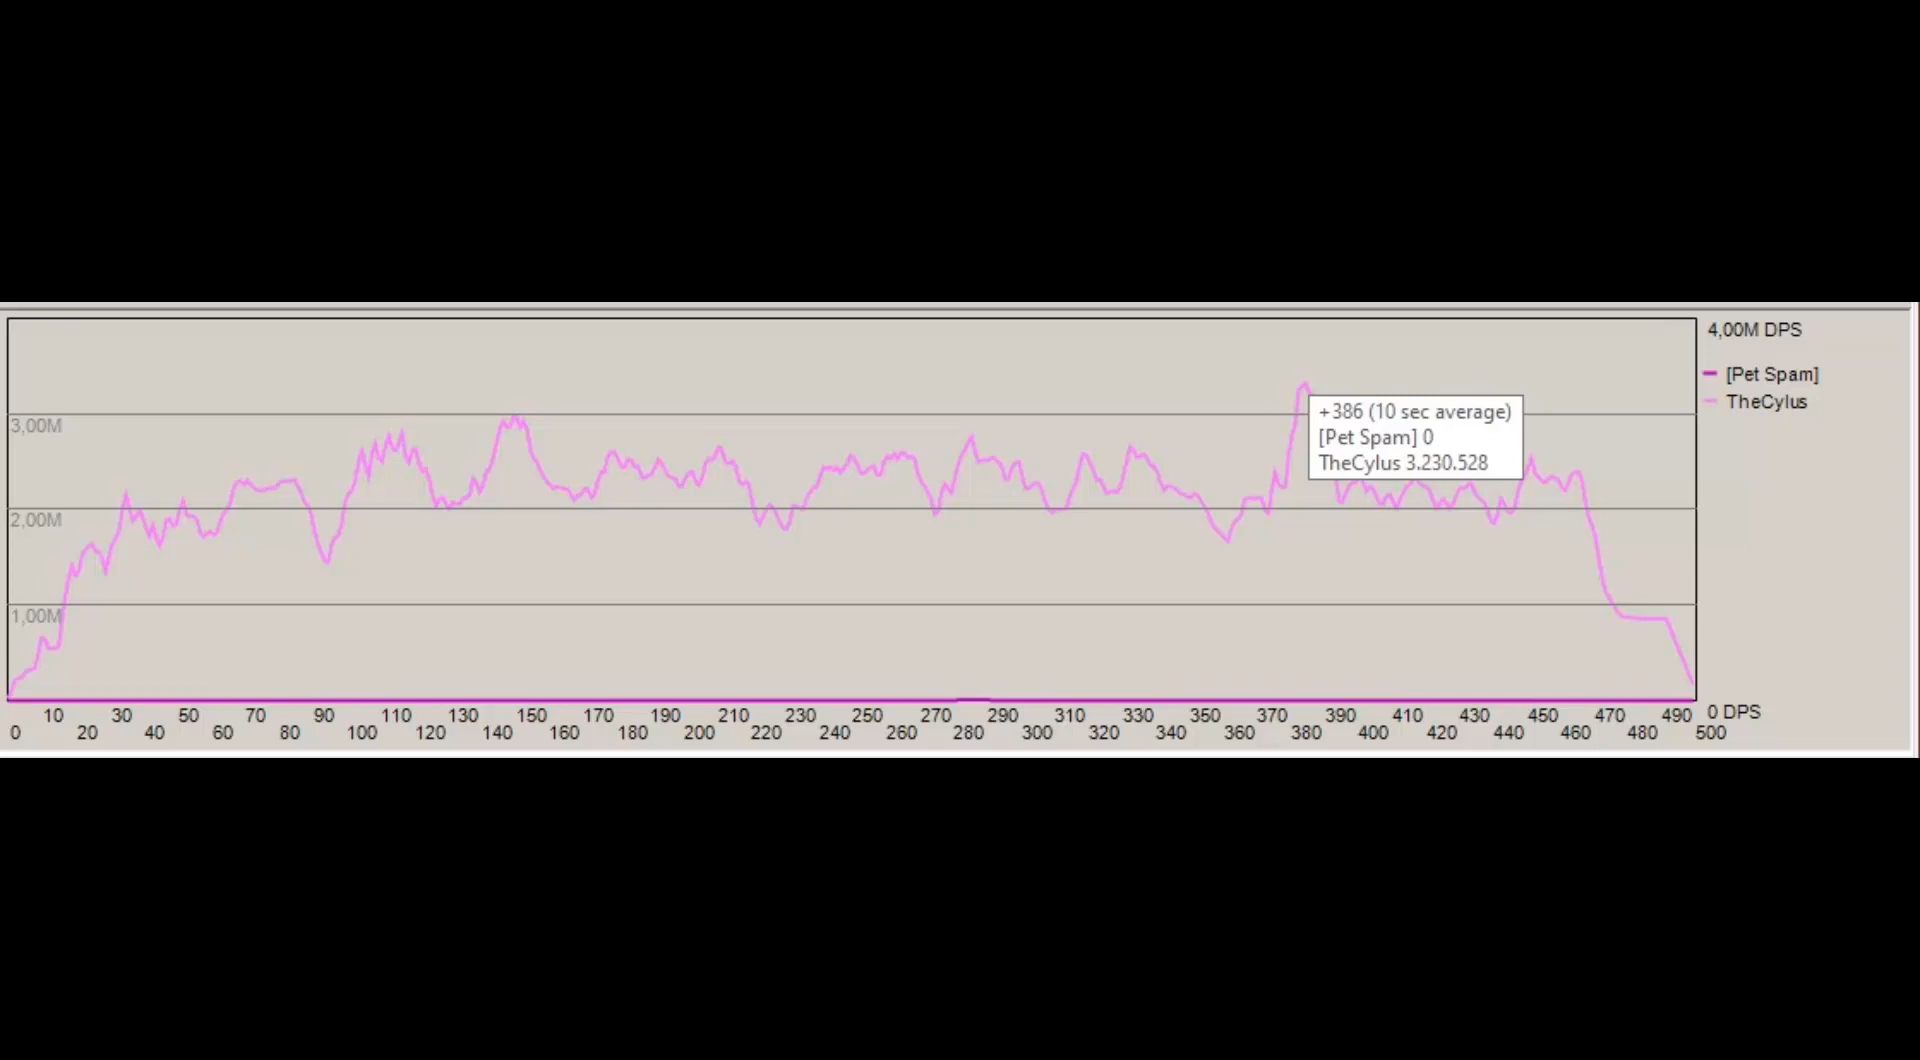 4,00M DPS
[Pet Spam]
TheCylus
3,00M
+386 (10 sec average)
[Pet Spam] 0
TheCylus 3.230.528
2,00M
1,00M
0 DPS
10 30 50 70 90 110 130 150 170 190 210 230 250 270 290 310 330 350 370 390 410 430 450 470 490
0 20 40 60 80 100 120 140 160 180 200 220 240 260 280 300 320 340 360 380 400 420 440 460 480 500